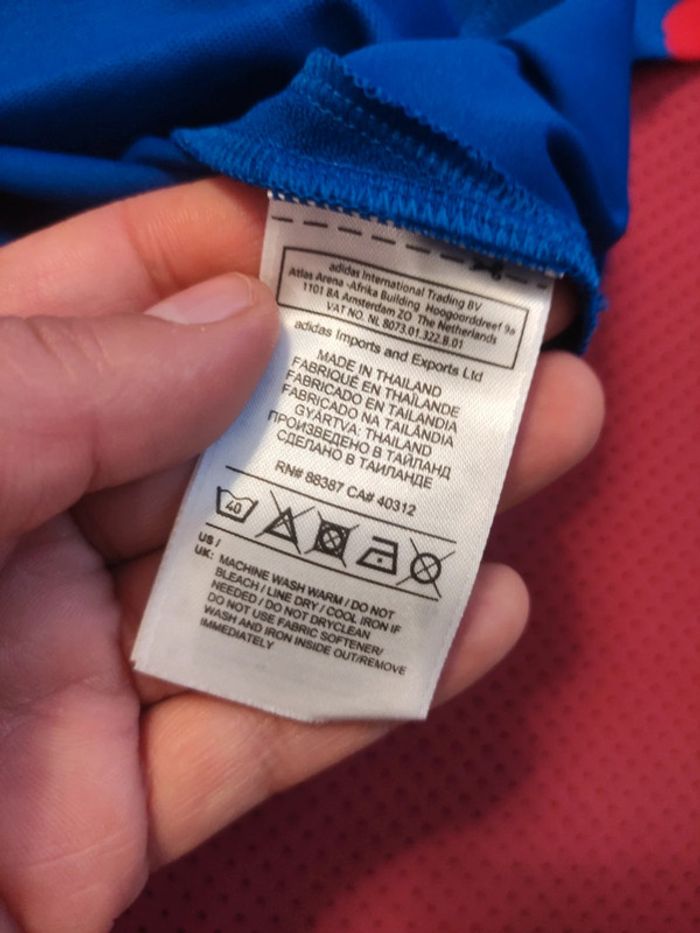 adidas International Trading BV
Atlas Arena -Afrika Building Hoogoorddreef 9a
1101 BA Amsterdam ZO The Netherlands
VAT NO. NL 8073.01.322.B.01
adidas Imports and Exports Ltd
MADE IN THAILAND
FABRIQUÉ EN THAÏLANDE
FABRICADO EN TAILANDIA
FABRICADO NA TAILÂNDIA
GYÁRTVA: THAILAND
ПРОИЗВЕДЕНО В ТАЙЛАНД
СДЕЛАНО В ТАИЛАНДЕ
RN# 88387 CA# 40312
40
US /
UK: MACHINE WASH WARM / DO NOT
BLEACH / LINE DRY / COOL IRON IF
NEEDED / DO NOT DRYCLEAN
DO NOT USE FABRIC SOFTENER/
WASH AND IRON INSIDE OUT/REMOVE
IMMEDIATELY